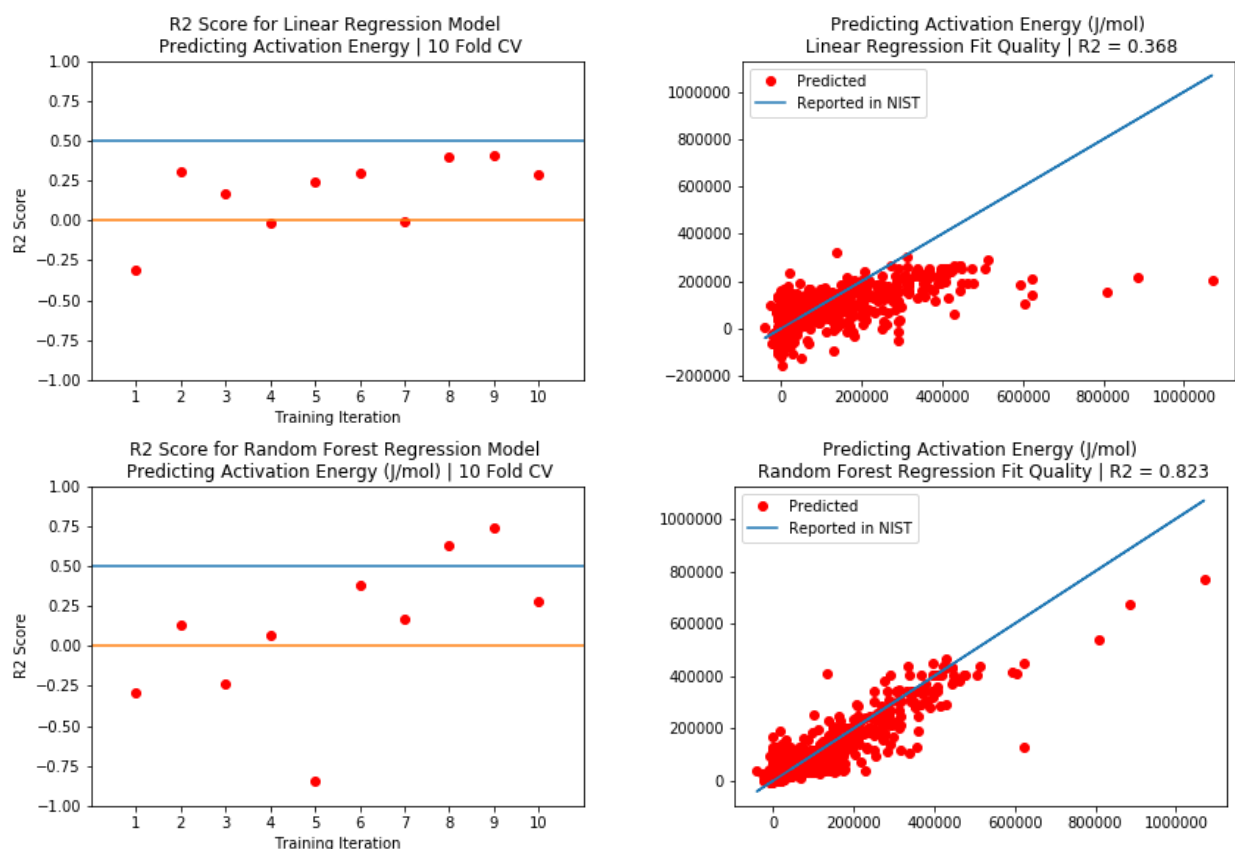 R2 Score for Linear Regression Model
Predicting Activation Energy | 10 Fold CV
1.00
0.75
0.50
0.25
0.00
−0.25
−0.50
−0.75
−1.00
R2 Score
1 2 3 4 5 6 7 8 9 10
Training Iteration
Predicting Activation Energy (J/mol)
Linear Regression Fit Quality | R2 = 0.368
Predicted
Reported in NIST
1000000
800000
600000
400000
200000
0
−200000
0 200000 400000 600000 800000 1000000
R2 Score for Random Forest Regression Model
Predicting Activation Energy (J/mol) | 10 Fold CV
1.00
0.75
0.50
0.25
0.00
−0.25
−0.50
−0.75
−1.00
R2 Score
1 2 3 4 5 6 7 8 9 10
Training Iteration
Predicting Activation Energy (J/mol)
Random Forest Regression Fit Quality | R2 = 0.823
Predicted
Reported in NIST
1000000
800000
600000
400000
200000
0
0 200000 400000 600000 800000 1000000